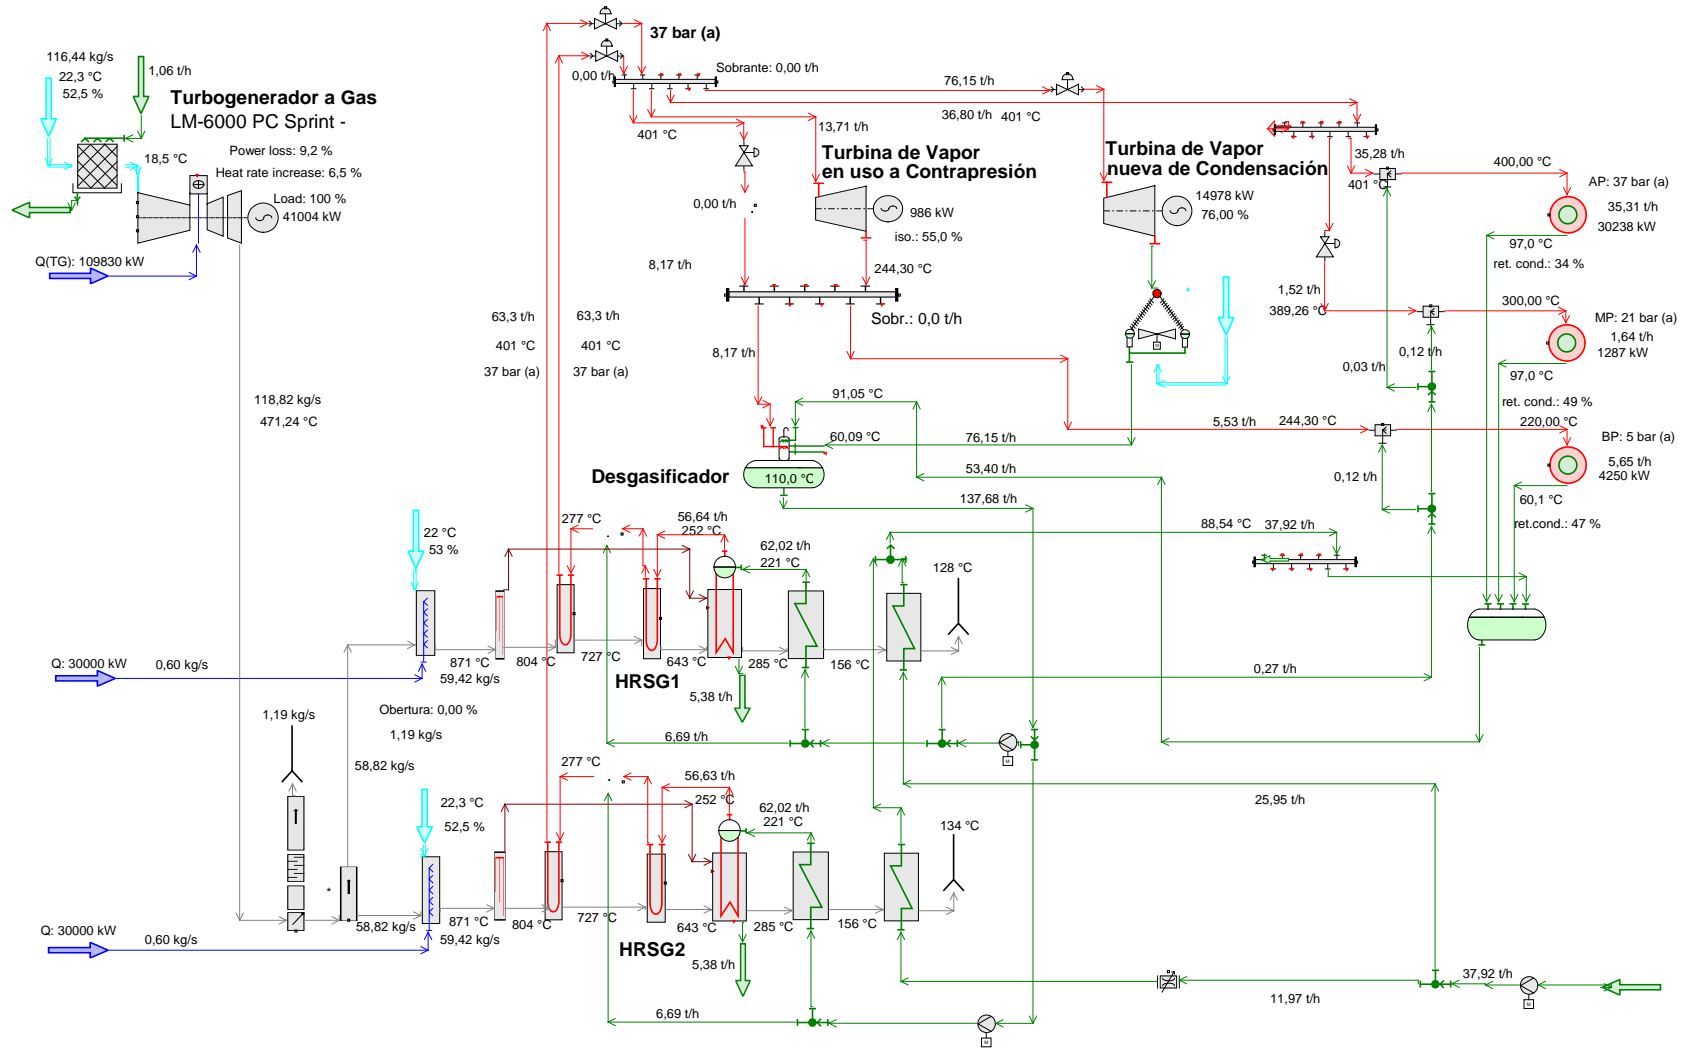 37 bar (a)
116,44 kg/s
22,3 °C
52,5 %
1,06 t/h
Turbogenerador a Gas
LM-6000 PC Sprint -
Power loss: 9,2 %
Heat rate increase: 6,5 %
18,5 °C
Load: 100 %
41004 kW
Q(TG): 109830 kW
0,00 t/h
Sobrante: 0,00 t/h
76,15 t/h
36,80 t/h
401 °C
401 °C
13,71 t/h
Turbina de Vapor
en uso a Contrapresión
0,00 t/h
986 kW
iso.: 55,0 %
8,17 t/h
244,30 °C
Sobr.: 0,0 t/h
Turbina de Vapor
nueva de Condensación
14978 kW
76,00 %
35,28 t/h
401 °C
400,00 °C
AP: 37 bar (a)
35,31 t/h
30238 kW
97,0 °C
ret. cond.: 34 %
1,52 t/h
389,26 °C
300,00 °C
MP: 21 bar (a)
1,64 t/h
1287 kW
0,12 t/h
0,03 t/h
97,0 °C
ret. cond.: 49 %
63,3 t/h
63,3 t/h
401 °C
401 °C
37 bar (a)
37 bar (a)
8,17 t/h
118,82 kg/s
471,24 °C
91,05 °C
60,09 °C
76,15 t/h
5,53 t/h
244,30 °C
220,00 °C
BP: 5 bar (a)
5,65 t/h
4250 kW
0,12 t/h
60,1 °C
ret.cond.: 47 %
Desgasificador
110,0 °C
53,40 t/h
137,68 t/h
22 °C
53 %
277 °C
56,64 t/h
252 °C
62,02 t/h
221 °C
88,54 °C
37,92 t/h
128 °C
Q: 30000 kW
0,60 kg/s
871 °C
59,42 kg/s
804 °C
727 °C
643 °C
285 °C
156 °C
HRSG1
5,38 t/h
0,27 t/h
1,19 kg/s
Obertura: 0,00 %
1,19 kg/s
6,69 t/h
58,82 kg/s
277 °C
56,63 t/h
252 °C
62,02 t/h
221 °C
25,95 t/h
22,3 °C
52,5 %
134 °C
*
Q: 30000 kW
0,60 kg/s
58,82 kg/s
871 °C
59,42 kg/s
804 °C
727 °C
643 °C
285 °C
156 °C
HRSG2
5,38 t/h
37,92 t/h
11,97 t/h
6,69 t/h
M
M
M
M